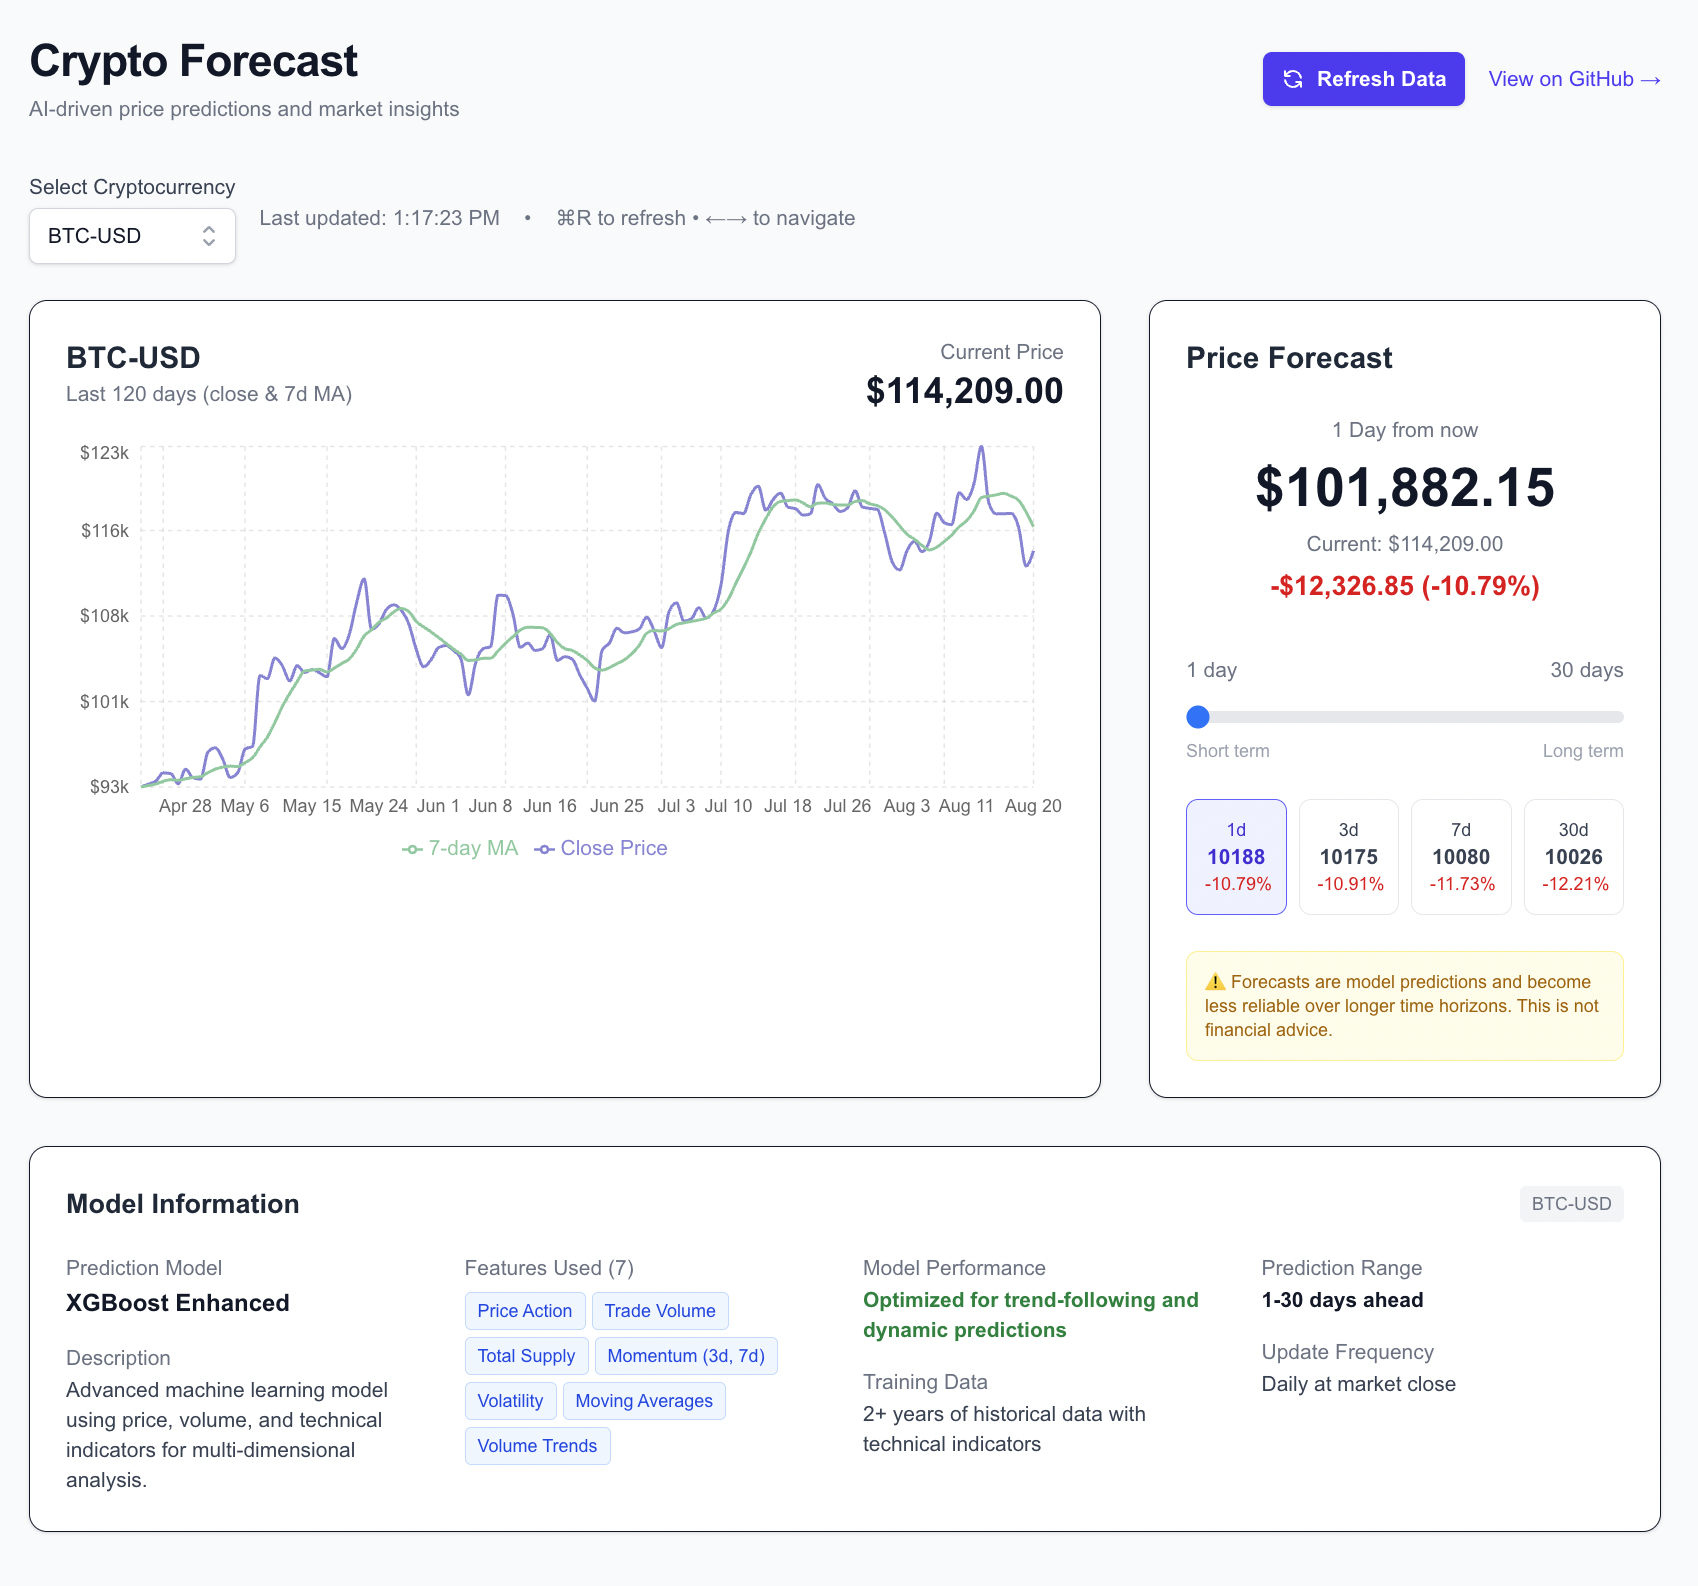 Crypto Forecast
AI-driven price predictions and market insights
Refresh Data
View on GitHub →
Select Cryptocurrency
BTC-USD
Last updated: 1:17:23 PM • ⌘R to refresh • ←→ to navigate
BTC-USD
Last 120 days (close & 7d MA)
Current Price
$114,209.00
$123k
$116k
$108k
$101k
$93k
Apr 28 May 6 May 15 May 24 Jun 1 Jun 8 Jun 16 Jun 25 Jul 3 Jul 10 Jul 18 Jul 26 Aug 3 Aug 11 Aug 20
7-day MA Close Price
Price Forecast
1 Day from now
$101,882.15
Current: $114,209.00
-$12,326.85 (-10.79%)
1 day 30 days
Short term Long term
1d
10188
-10.79%
3d
10175
-10.91%
7d
10080
-11.73%
30d
10026
-12.21%
⚠️ Forecasts are model predictions and become
less reliable over longer time horizons. This is not
financial advice.
Model Information
BTC-USD
Prediction Model
XGBoost Enhanced
Description
Advanced machine learning model
using price, volume, and technical
indicators for multi-dimensional
analysis.
Features Used (7)
Price Action Trade Volume
Total Supply Momentum (3d, 7d)
Volatility Moving Averages
Volume Trends
Model Performance
Optimized for trend-following and
dynamic predictions
Training Data
2+ years of historical data with
technical indicators
Prediction Range
1-30 days ahead
Update Frequency
Daily at market close